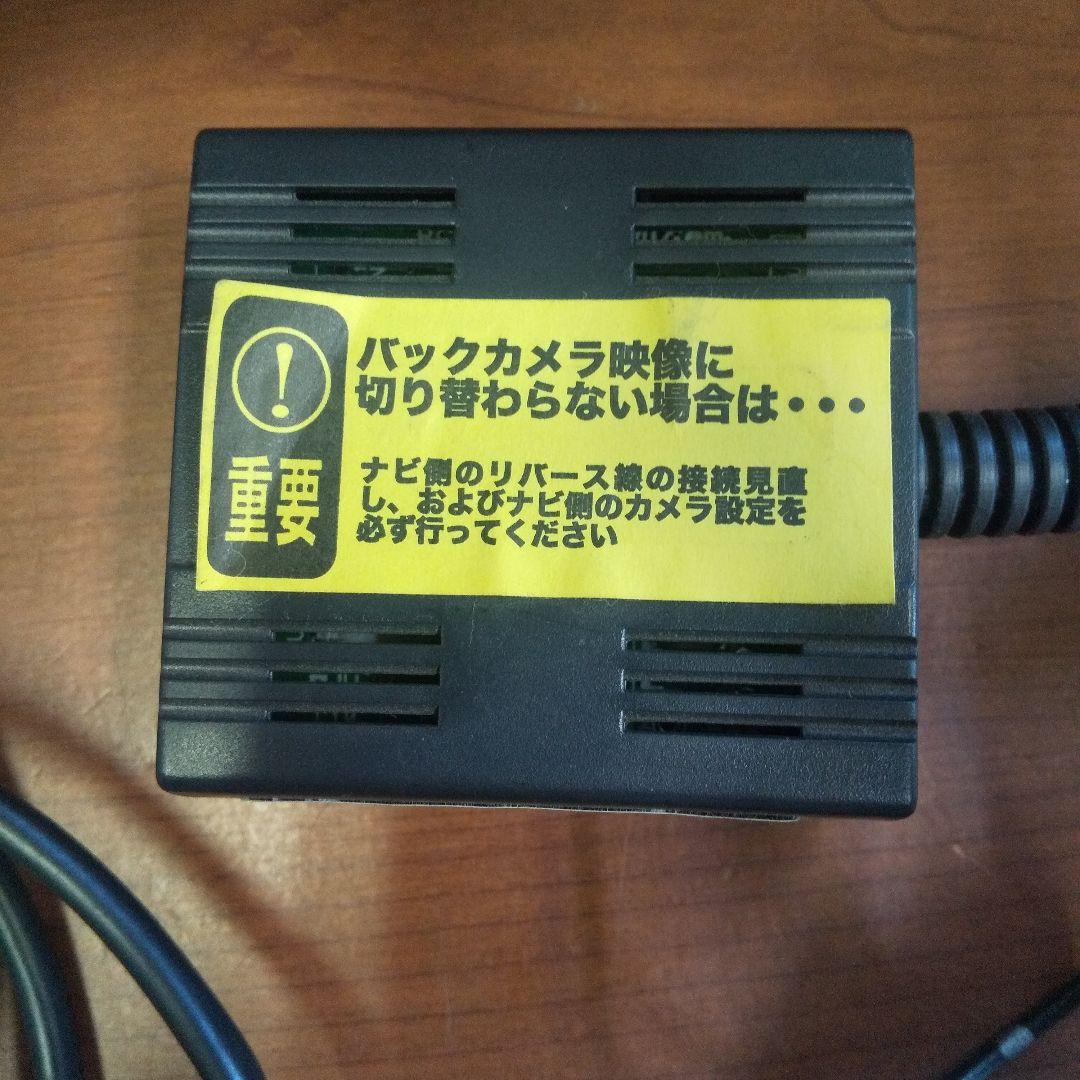 !
重要
バックカメラ映像に
切り替わらない場合は・・・
ナビ側のリバース線の接続見直
し、およびナビ側のカメラ設定を
必ず行ってください